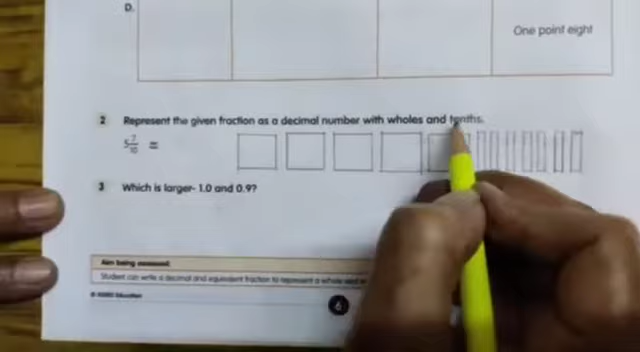 D.
One point eight
2 Represent the given fraction as a decimal number with wholes and tenths.
5 7/10 =
3 Which is larger- 1.0 and 0.9?
Aim being assessed:
Student can write a decimal and equivalent fraction to represent a whole and
6